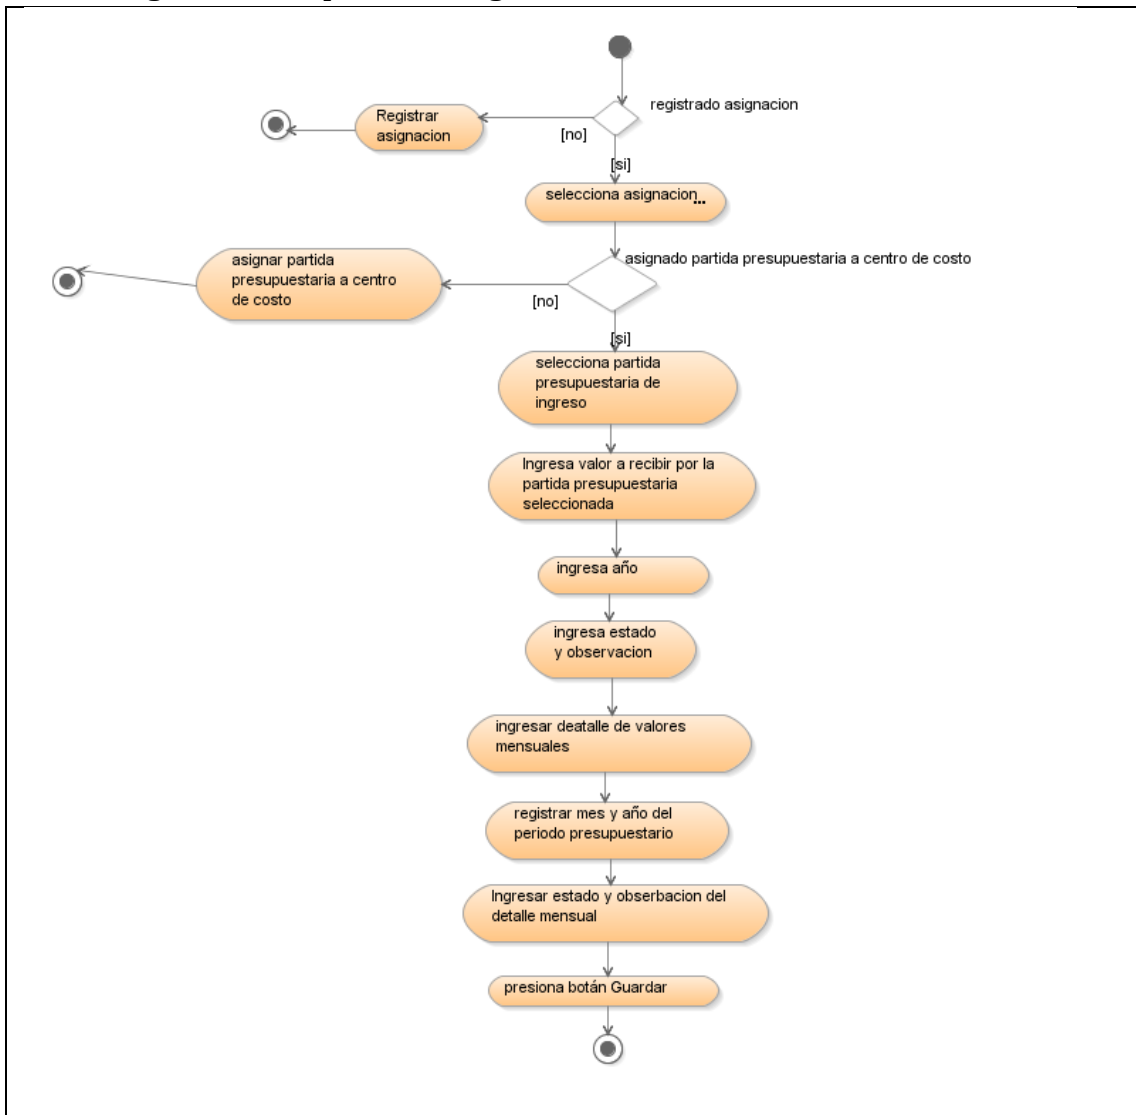 registrado asignacion
Registrar
asignacion
[no]
[si]
selecciona asignacion...
asignado partida presupuestaria a centro de costo
asignar partida
presupuestaria a centro
de costo
[no]
[si]
selecciona partida
presupuestaria de
ingreso
Ingresa valor a recibir por la
partida presupuestaria
seleccionada
ingresa año
ingresa estado
y observacion
ingresar deatalle de valores
mensuales
registrar mes y año del
periodo presupuestario
Ingresar estado y obserbacion del
detalle mensual
presiona botán Guardar